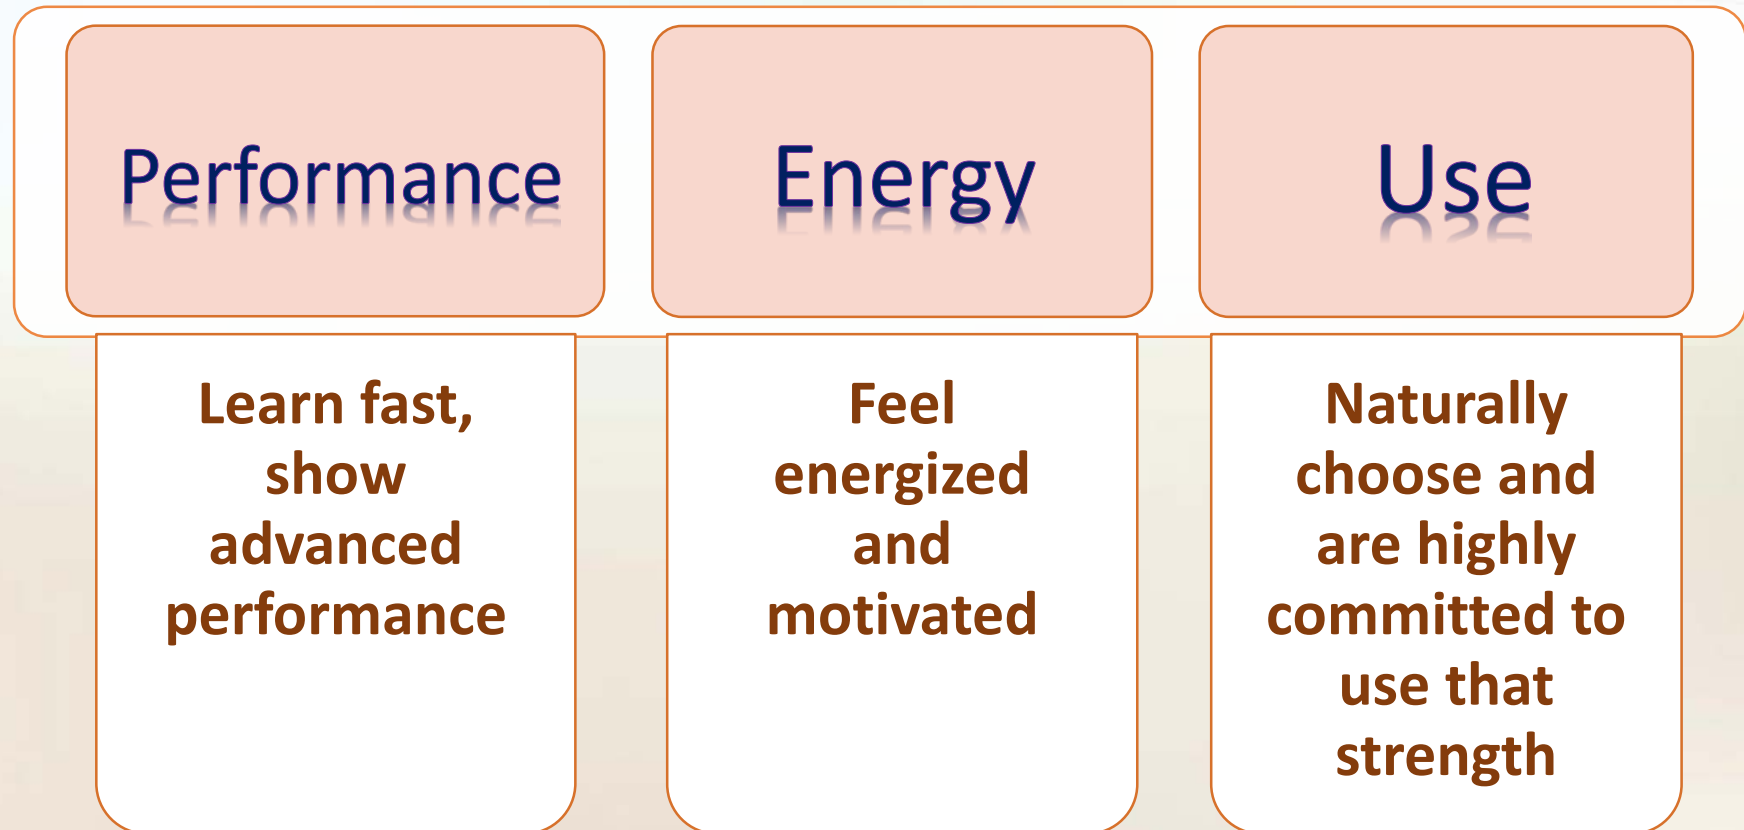 Performance
Learn fast,
show
advanced
performance
Energy
Feel
energized
and
motivated
Use
Naturally
choose and
are highly
committed to
use that
strength